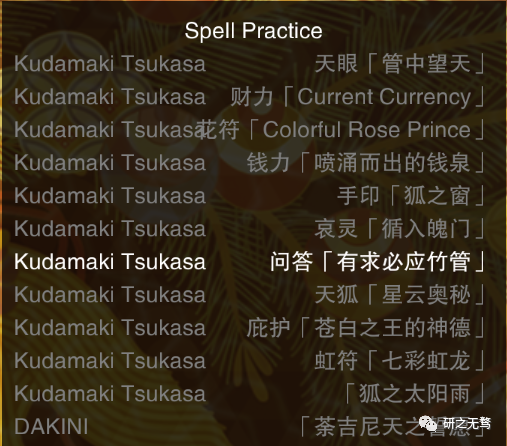 Spell Practice
Kudamaki Tsukasa 天眼「管中望天」
Kudamaki Tsukasa 财力「Current Currency」
Kudamaki Tsukasa 花符「Colorful Rose Prince」
Kudamaki Tsukasa 钱力「喷涌而出的钱泉」
Kudamaki Tsukasa 手印「狐之窗」
Kudamaki Tsukasa 哀灵「循入魄门」
Kudamaki Tsukasa 问答「有求必应竹管」
Kudamaki Tsukasa 天狐「星云奥秘」
Kudamaki Tsukasa 庇护「苍白之王的神德」
Kudamaki Tsukasa 虹符「七彩虹龙」
Kudamaki Tsukasa 「狐之太阳雨」
DAKINI 「荼吉尼天之」
研之无骛